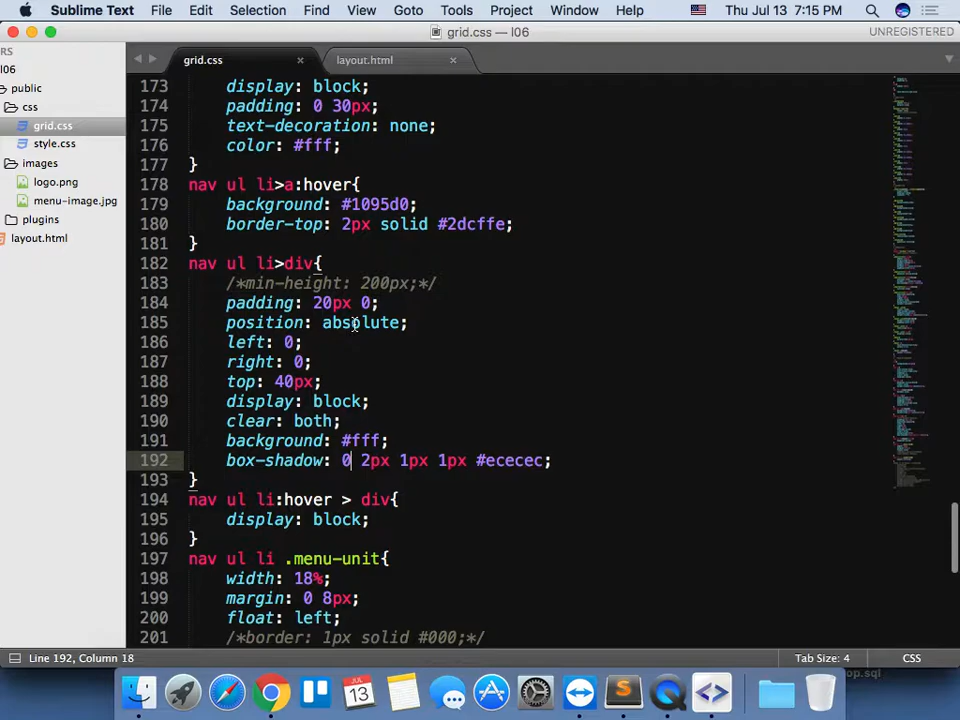 Sublime Text File Edit Selection Find View Goto Tools Project Window Help Thu Jul 13 7:15 PM
grid.css — l06 UNREGISTERED
RS
l06
public
css
grid.css
style.css
images
logo.png
menu-image.jpg
plugins
layout.html
grid.css × layout.html ×
173 display: block;
174 padding: 0 30px;
175 text-decoration: none;
176 color: #fff;
177 }
178 nav ul li>a:hover{
179 background: #1095d0;
180 border-top: 2px solid #2dcffe;
181 }
182 nav ul li>div{
183 /*min-height: 200px;*/
184 padding: 20px 0;
185 position: absolute;
186 left: 0;
187 right: 0;
188 top: 40px;
189 display: block;
190 clear: both;
191 background: #fff;
192 box-shadow: 0 2px 1px 1px #ececec;
193 }
194 nav ul li:hover > div{
195 display: block;
196 }
197 nav ul li .menu-unit{
198 width: 18%;
199 margin: 0 8px;
200 float: left;
201 /*border: 1px solid #000;*/
Line 192, Column 18 Tab Size: 4 CSS
op.sql
JUL
13